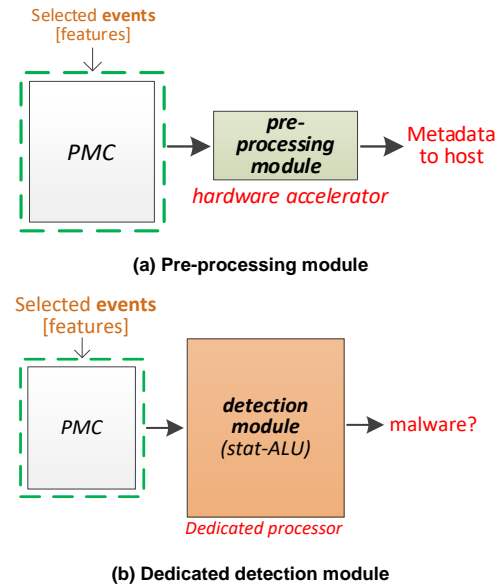 Selected events
[features]
PMC
pre-
processing
module
hardware accelerator
Metadata
to host
(a) Pre-processing module
Selected events
[features]
PMC
detection
module
(stat-ALU)
Dedicated processor
malware?
(b) Dedicated detection module